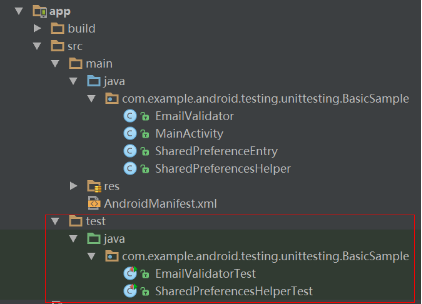 app
build
src
main
java
com.example.android.testing.unittesting.BasicSample
EmailValidator
MainActivity
SharedPreferenceEntry
SharedPreferencesHelper
res
AndroidManifest.xml
test
java
com.example.android.testing.unittesting.BasicSample
EmailValidatorTest
SharedPreferencesHelperTest